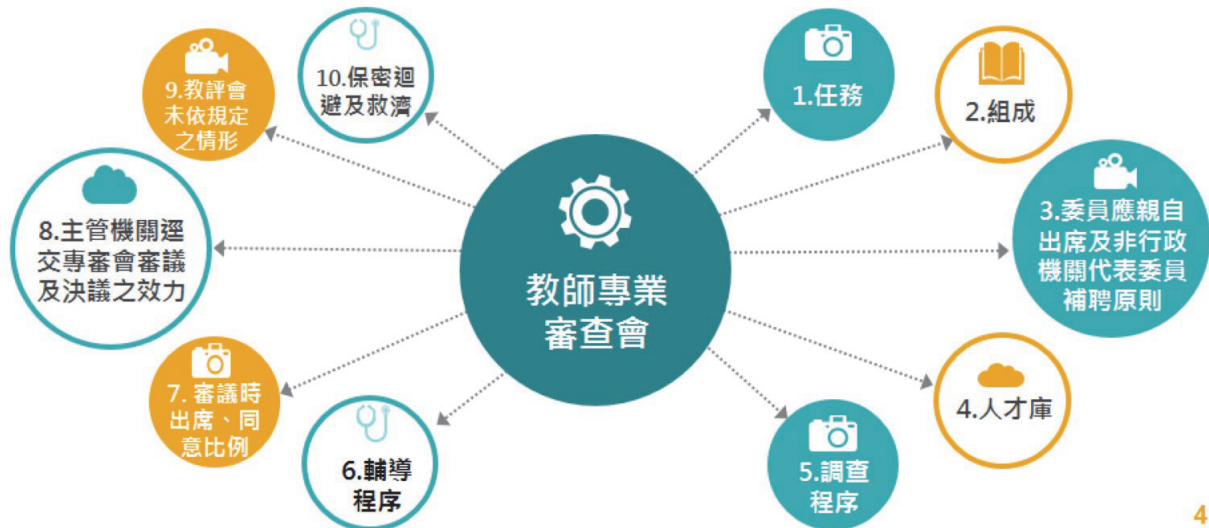 教師專業
審查會
1.任務
2.組成
3.委員應親自
出席及非行政
機關代表委員
補聘原則
4.人才庫
5.調查
程序
6.輔導
程序
7. 審議時
出席、同
意比例
8.主管機關逕
交專審會審議
及決議之效力
9.教評會
未依規定
之情形
10.保密迴
避及救濟
4